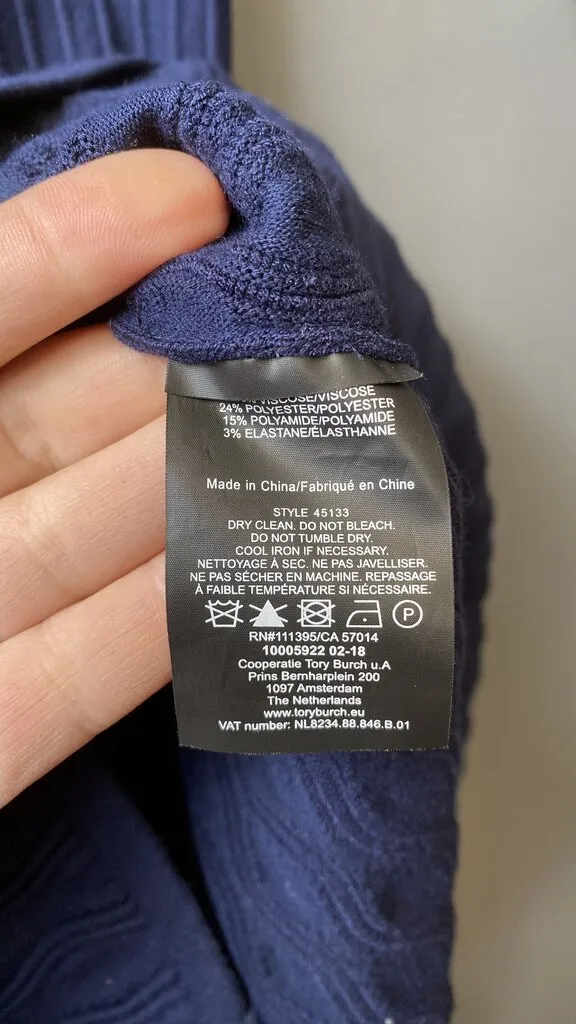 VISCOSE/VISCOSE
24% POLYESTER/POLYESTER
15% POLYAMIDE/POLYAMIDE
3% ELASTANE/ÉLASTHANNE
Made in China/Fabriqué en Chine
STYLE 45133
DRY CLEAN. DO NOT BLEACH.
DO NOT TUMBLE DRY.
COOL IRON IF NECESSARY.
NETTOYAGE À SEC. NE PAS JAVELLISER.
NE PAS SÉCHER EN MACHINE. REPASSAGE
À FAIBLE TEMPÉRATURE SI NÉCESSAIRE.
P
RN#111395/CA 57014
10005922 02-18
Cooperatie Tory Burch u.A
Prins Bernharplein 200
1097 Amsterdam
The Netherlands
www.toryburch.eu
VAT number: NL8234.88.846.B.01